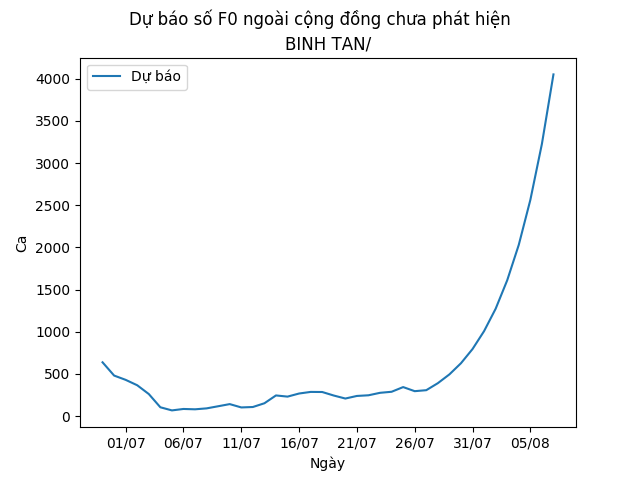 Dự báo số F0 ngoài cộng đồng chưa phát hiện
BINH TAN/
Dự báo
Ca
4000
3500
3000
2500
2000
1500
1000
500
0
01/07 06/07 11/07 16/07 21/07 26/07 31/07 05/08
Ngày